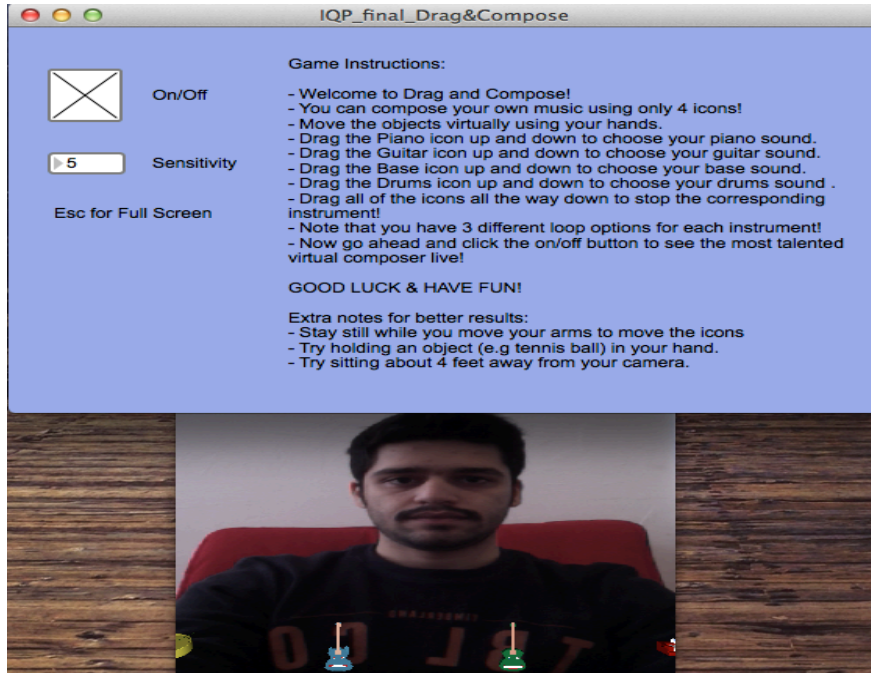 IQP_final_Drag&Compose
On/Off
5
Sensitivity
Esc for Full Screen
Game Instructions:
- Welcome to Drag and Compose!
- You can compose your own music using only 4 icons!
- Move the objects virtually using your hands.
- Drag the Piano icon up and down to choose your piano sound.
- Drag the Guitar icon up and down to choose your guitar sound.
- Drag the Base icon up and down to choose your base sound.
- Drag the Drums icon up and down to choose your drums sound .
- Drag all of the icons all the way down to stop the corresponding
instrument!
- Note that you have 3 different loop options for each instrument!
- Now go ahead and click the on/off button to see the most talented
virtual composer live!
GOOD LUCK & HAVE FUN!
Extra notes for better results:
- Stay still while you move your arms to move the icons
- Try holding an object (e.g tennis ball) in your hand.
- Try sitting about 4 feet away from your camera.